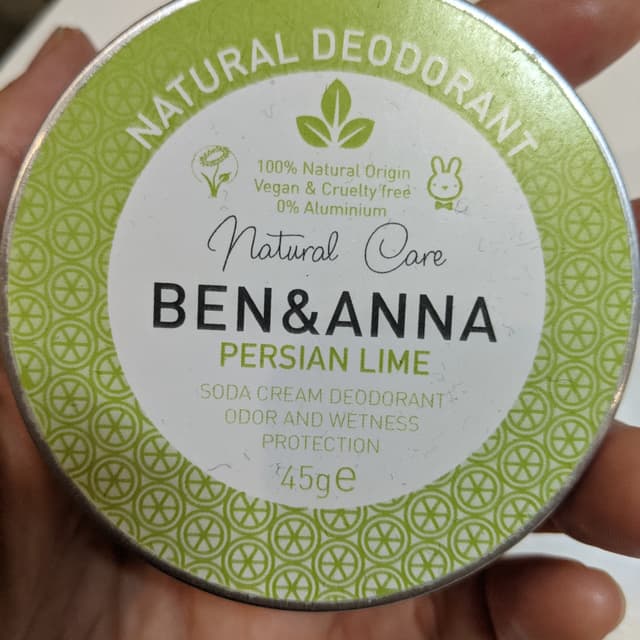 NATURAL DEODORANT
100% Natural Origin
Vegan & Cruelty free
0% Aluminium
Natural Care
BEN&ANNA
PERSIAN LIME
SODA CREAM DEODORANT
ODOR AND WETNESS
PROTECTION
45g℮